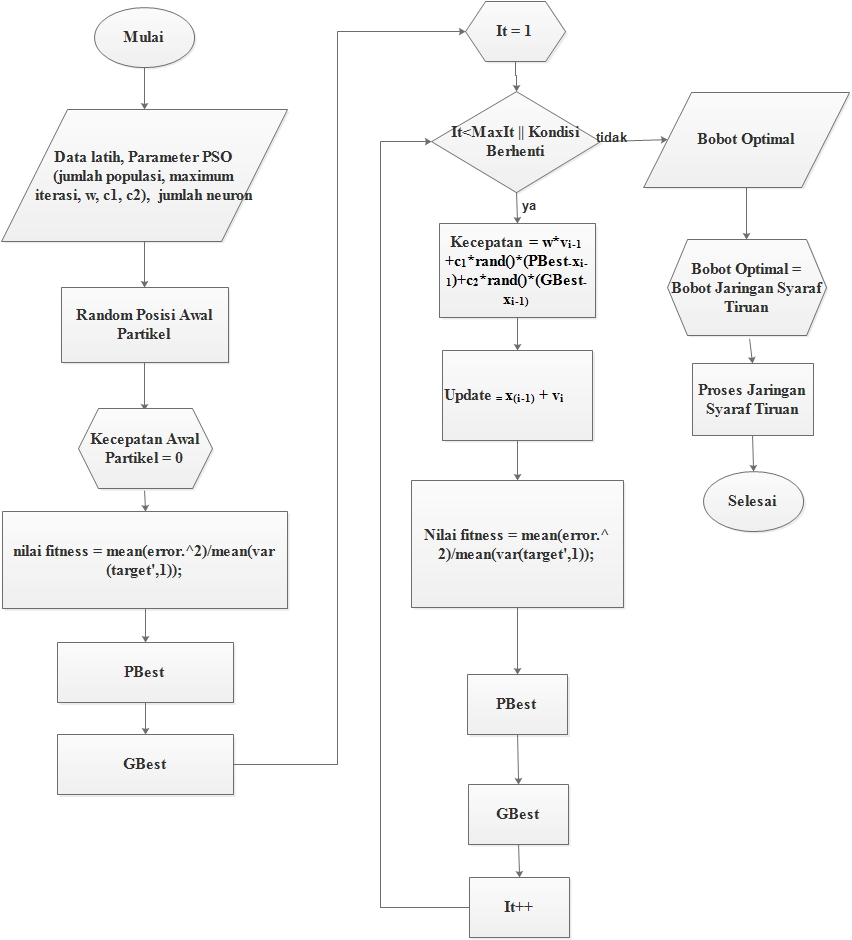 Mulai
Data latih, Parameter PSO
(jumlah populasi, maximum
iterasi, w, c1, c2), jumlah neuron
Random Posisi Awal
Partikel
Kecepatan Awal
Partikel = 0
nilai fitness = mean(error.^2)/mean(var
(target',1));
PBest
GBest
It = 1
It<MaxIt || Kondisi
Berhenti
tidak
ya
Kecepatan = w*vi-1
+c1*rand()*(PBest-xi-
1)+c2*rand()*(GBest-
xi-1)
Update = x(i-1) + vi
Nilai fitness = mean(error.^
2)/mean(var(target',1));
PBest
GBest
It++
Bobot Optimal
Bobot Optimal =
Bobot Jaringan Syaraf
Tiruan
Proses Jaringan
Syaraf Tiruan
Selesai